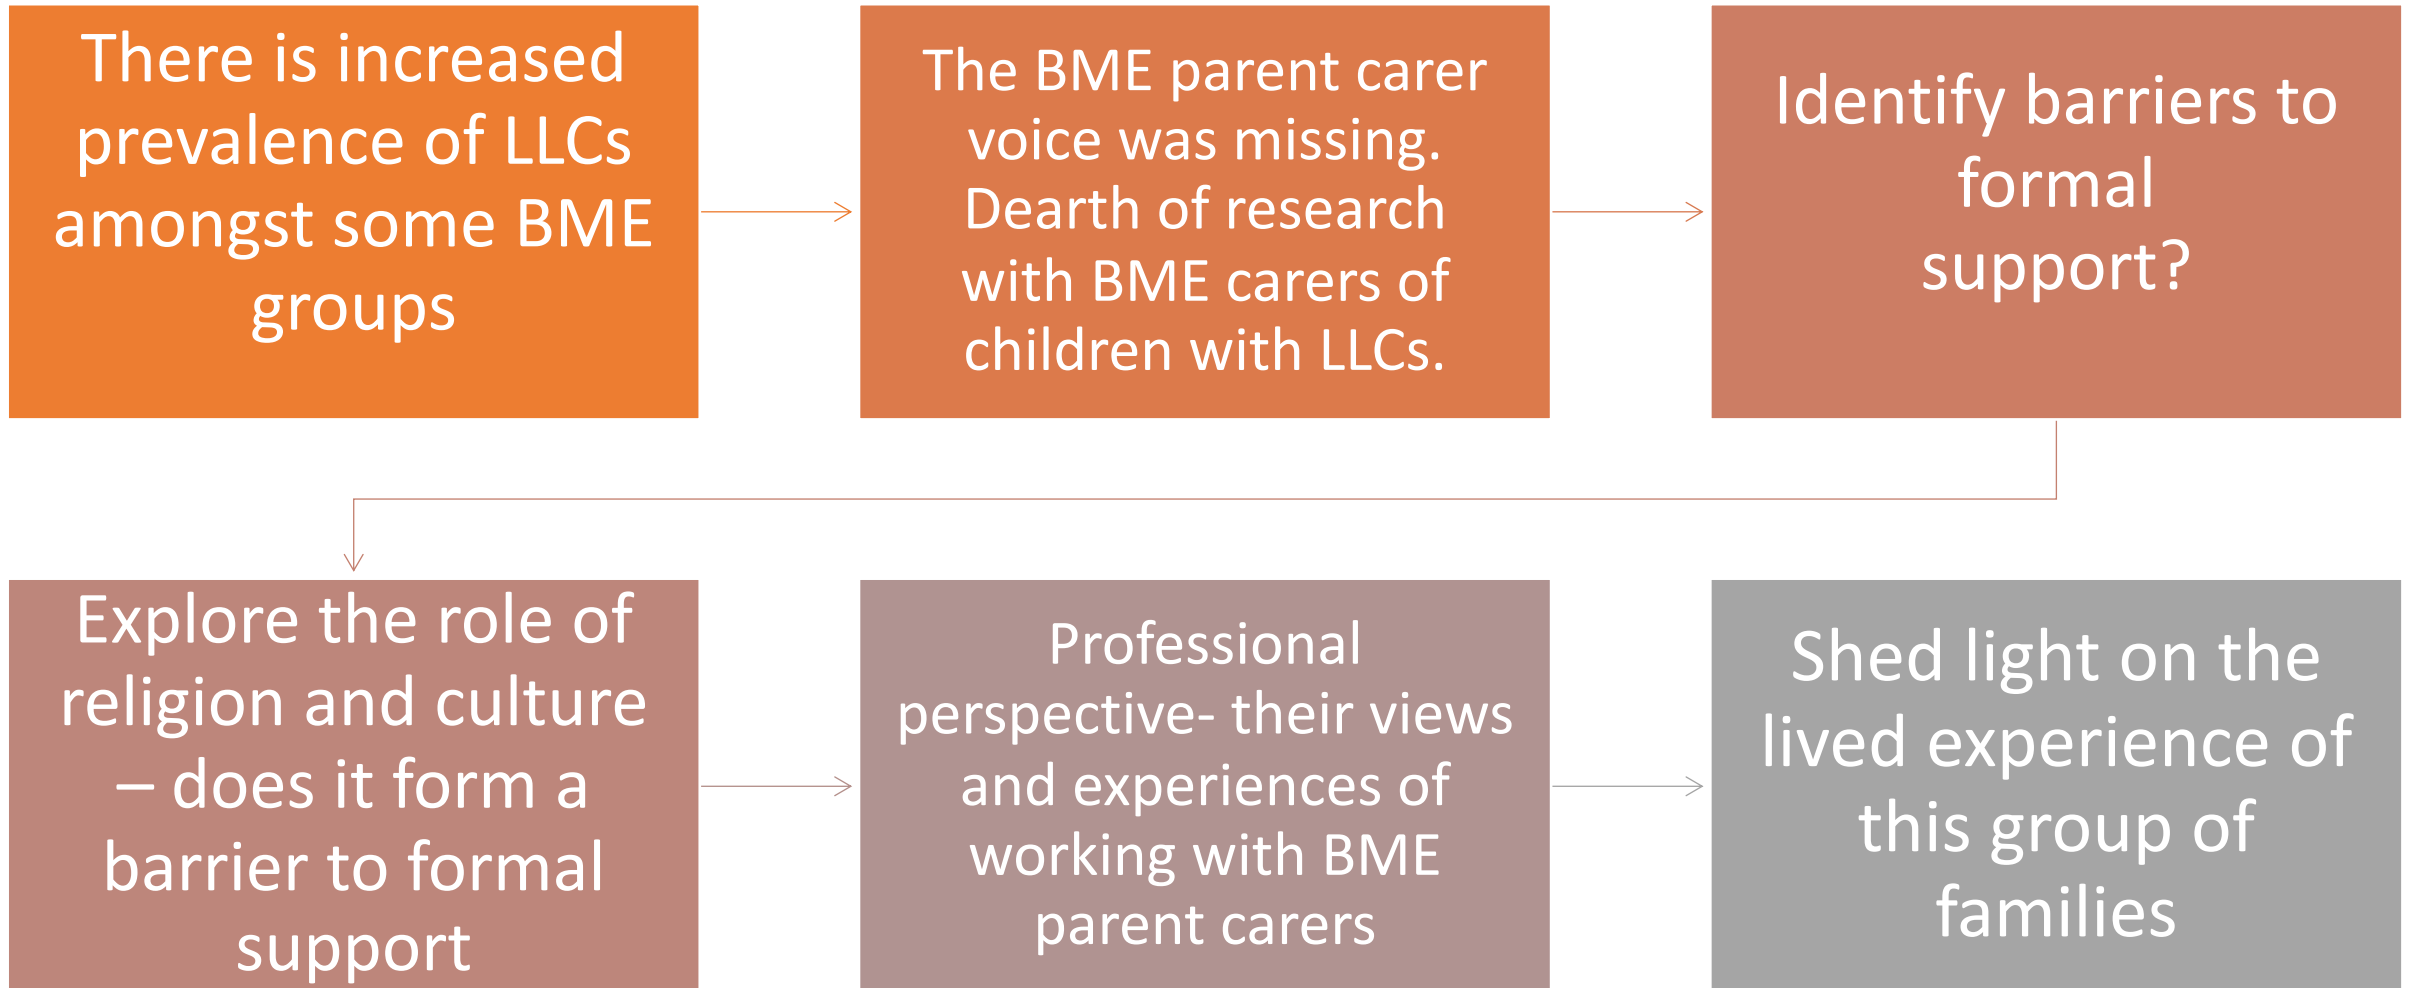 There is increased
prevalence of LLCs
amongst some BME
groups
The BME parent carer
voice was missing.
Dearth of research
with BME carers of
children with LLCs.
Identify barriers to
formal
support?
Explore the role of
religion and culture
– does it form a
barrier to formal
support
Professional
perspective- their views
and experiences of
working with BME
parent carers
Shed light on the
lived experience of
this group of
families